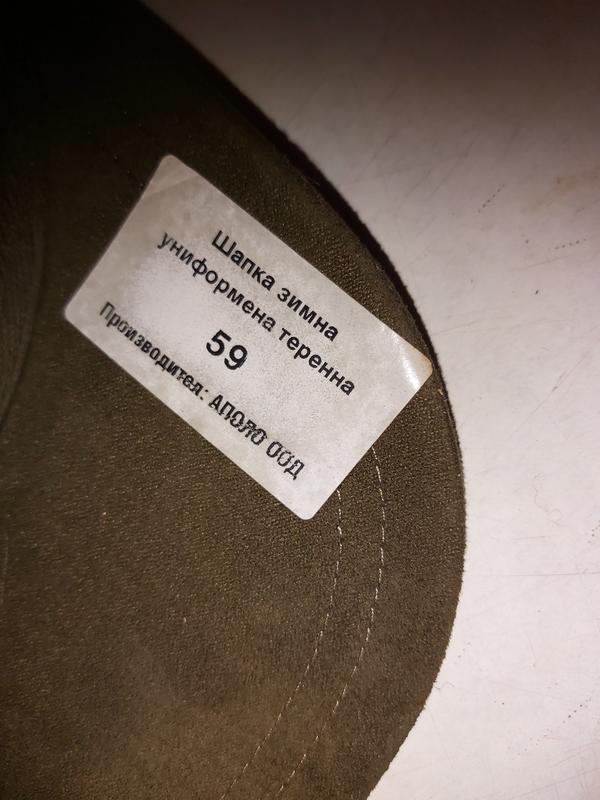 Шапка зимна
униформена теренна
59
Производител: АПОЛО ООД